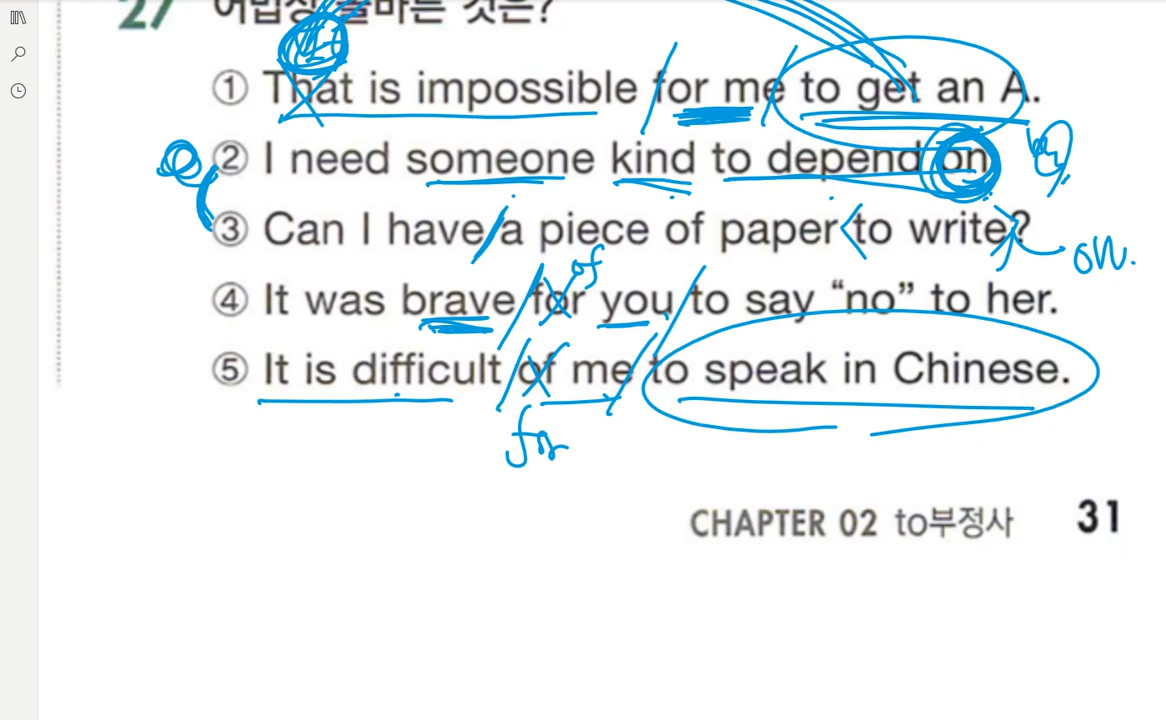 27 어법상 올바른 것은?
① That is impossible for me to get an A.
② I need someone kind to depend on.
③ Can I have a piece of paper to write?
on.
of
④ It was brave for you to say “no” to her.
⑤ It is difficult of me to speak in Chinese.
for
CHAPTER 02 to부정사 31